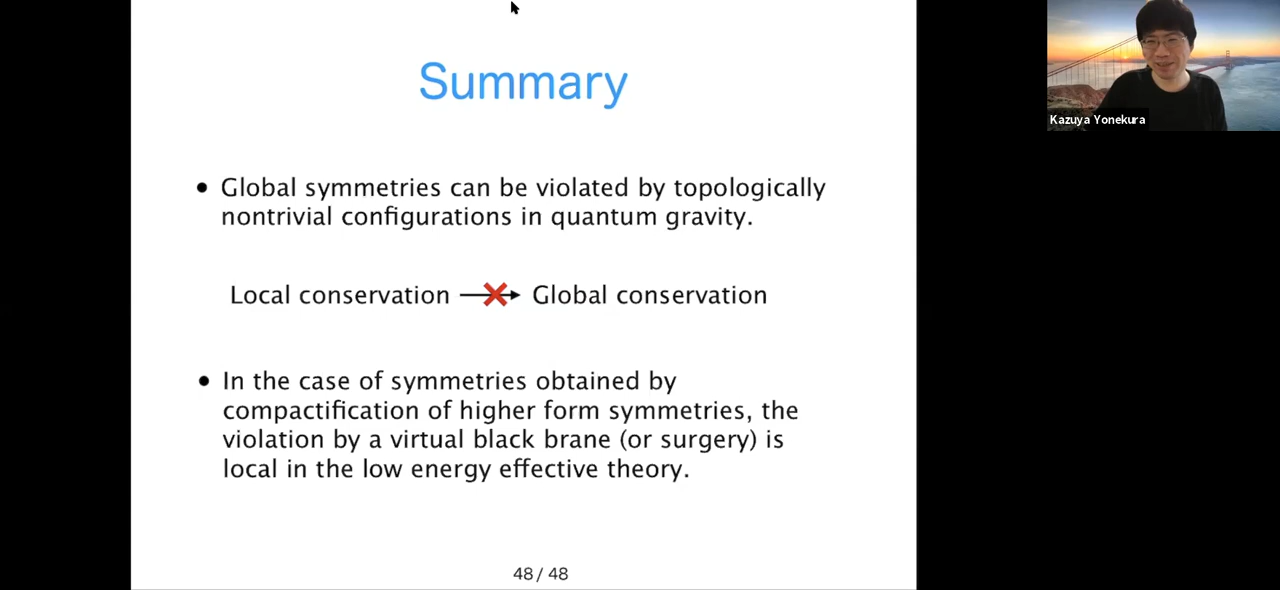 Summary
Kazuya Yonekura
• Global symmetries can be violated by topologically
nontrivial configurations in quantum gravity.
Local conservation → Global conservation
• In the case of symmetries obtained by
compactification of higher form symmetries, the
violation by a virtual black brane (or surgery) is
local in the low energy effective theory.
48 / 48